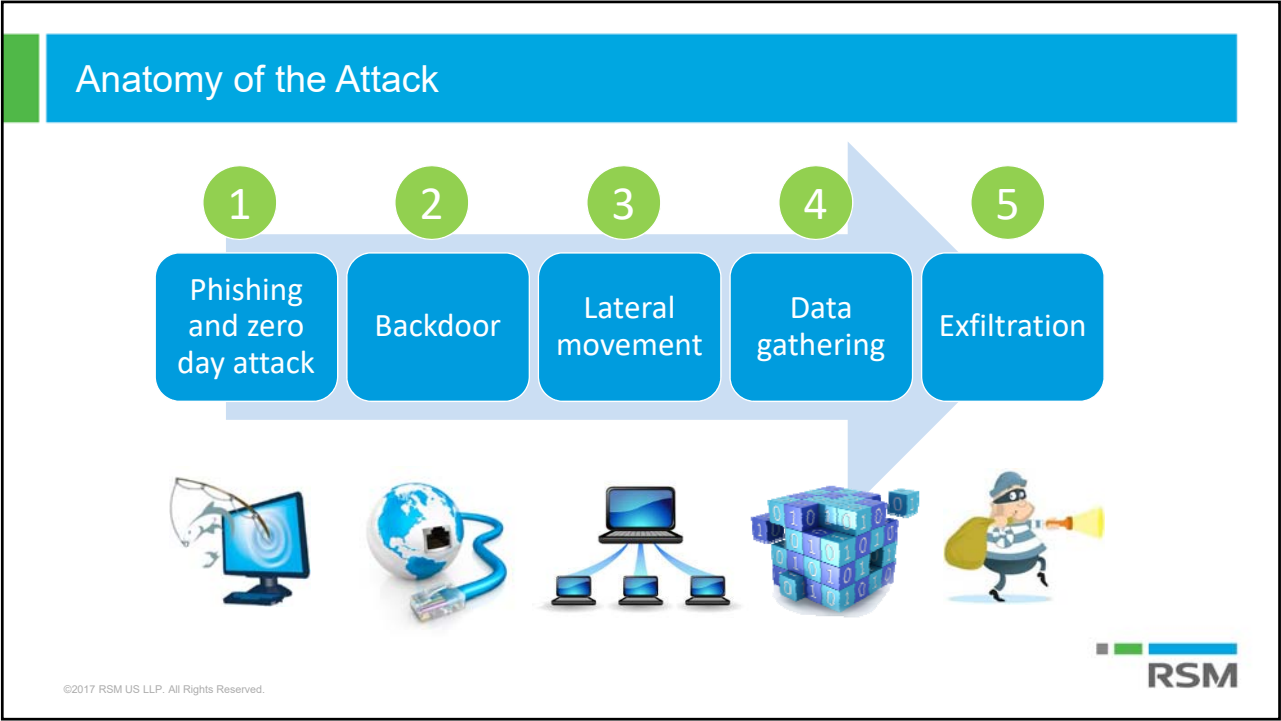 Anatomy of the Attack
1
2
3
4
5
Phishing
and zero
day attack
Backdoor
Lateral
movement
Data
gathering
Exfiltration
©2017 RSM US LLP. All Rights Reserved.
RSM